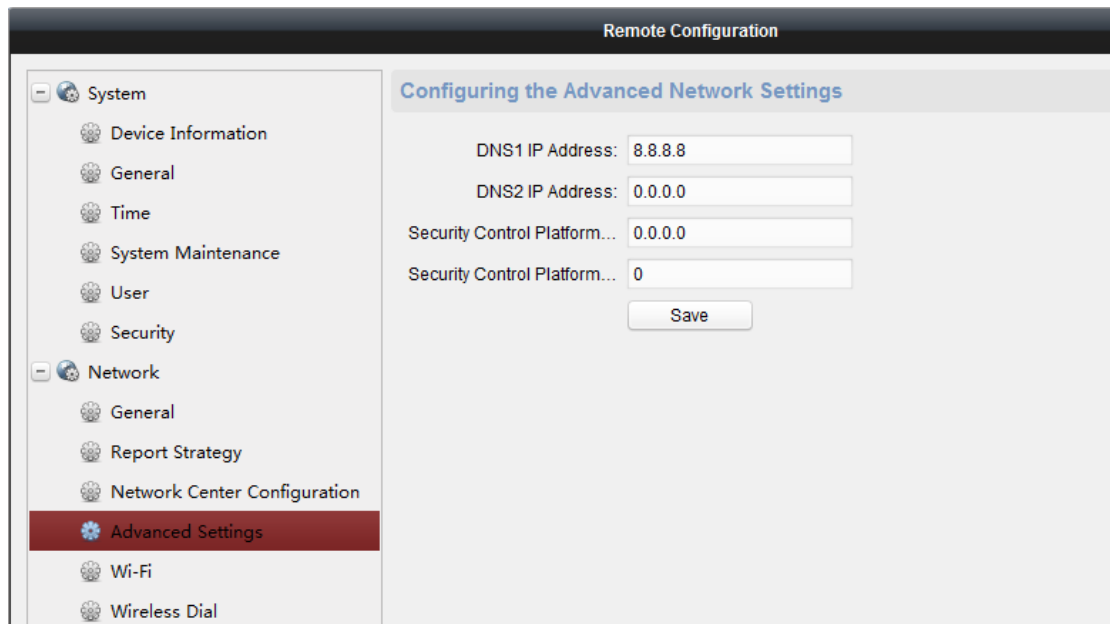 Remote Configuration
System
Device Information
General
Time
System Maintenance
User
Security
Network
General
Report Strategy
Network Center Configuration
Advanced Settings
Wi-Fi
Wireless Dial
Configuring the Advanced Network Settings
DNS1 IP Address: 8.8.8.8
DNS2 IP Address: 0.0.0.0
Security Control Platform... 0.0.0.0
Security Control Platform... 0
Save